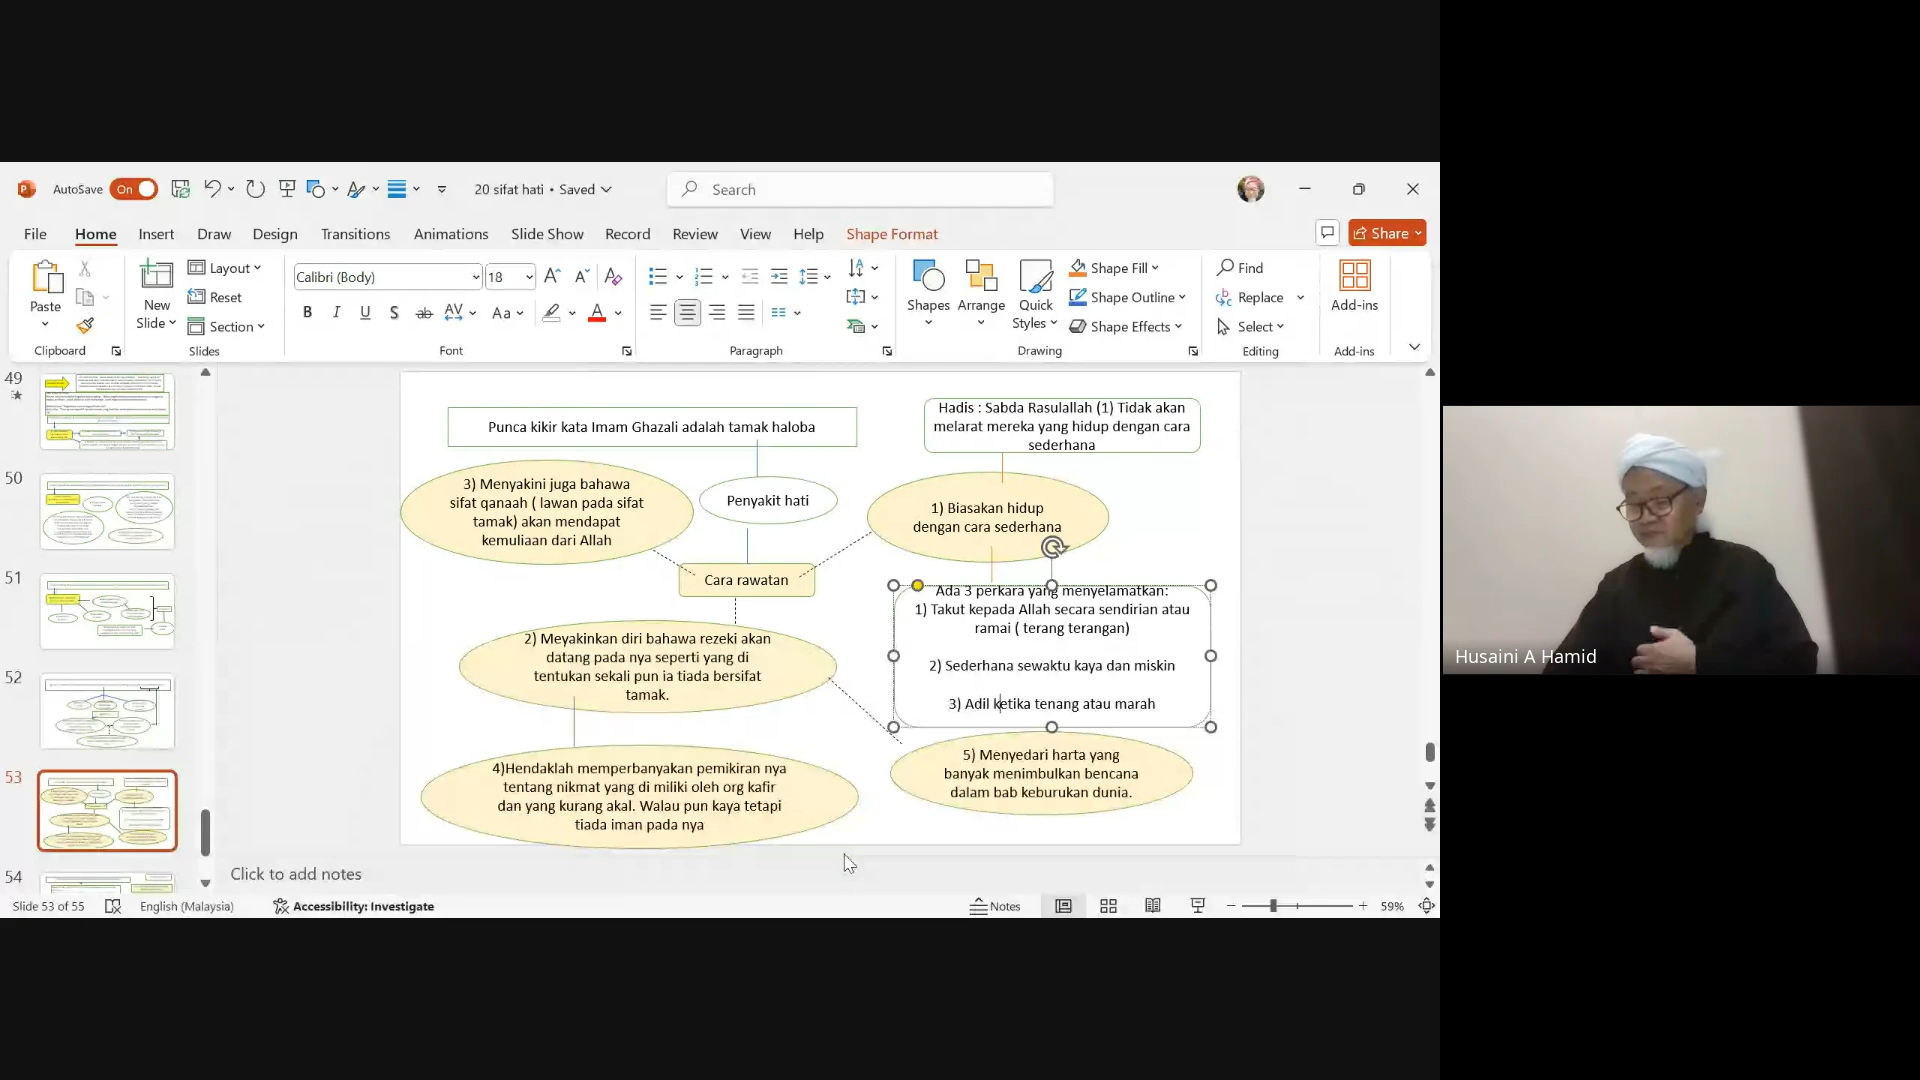 AutoSave On 20 sifat hati • Saved Search
File Home Insert Draw Design Transitions Animations Slide Show Record Review View Help Shape Format Share
Paste
Clipboard
New
Slide
Layout
Reset
Section
Slides
Calibri (Body) 18
Font
Paragraph
Shapes Arrange Quick
Styles
Shape Fill
Shape Outline
Shape Effects
Drawing
Find
Replace
Select
Editing
Add-ins
Add-ins
49
50
51
52
53
54
Punca kikir kata Imam Ghazali adalah tamak haloba
Hadis : Sabda Rasulallah (1) Tidak akan
melarat mereka yang hidup dengan cara
sederhana
3) Menyakini juga bahawa
sifat qanaah ( lawan pada sifat
tamak) akan mendapat
kemuliaan dari Allah
Penyakit hati
1) Biasakan hidup
dengan cara sederhana
Cara rawatan
Ada 3 perkara yang menyelamatkan:
1) Takut kepada Allah secara sendirian atau
ramai ( terang terangan)
2) Sederhana sewaktu kaya dan miskin
3) Adil ketika tenang atau marah
2) Meyakinkan diri bahawa rezeki akan
datang pada nya seperti yang di
tentukan sekali pun ia tiada bersifat
tamak.
4)Hendaklah memperbanyakan pemikiran nya
tentang nikmat yang di miliki oleh org kafir
dan yang kurang akal. Walau pun kaya tetapi
tiada iman pada nya
5) Menyedari harta yang
banyak menimbulkan bencana
dalam bab keburukan dunia.
Click to add notes
Slide 53 of 55 English (Malaysia) Accessibility: Investigate Notes 59%
Husaini A Hamid